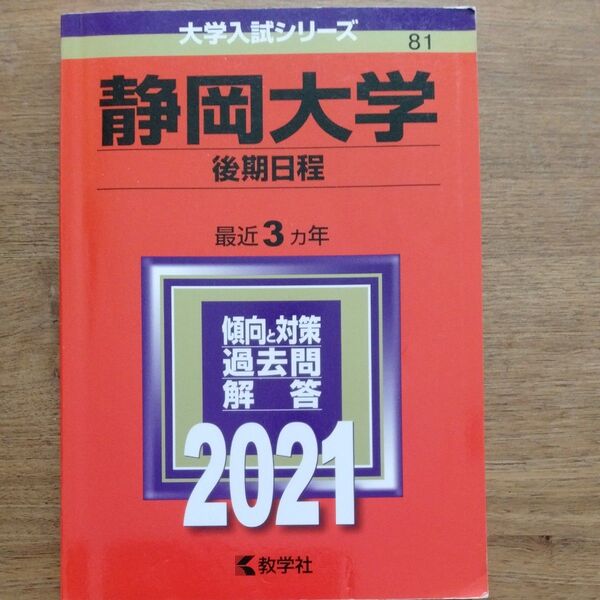 大学入試シリーズ
81
静岡大学
後期日程
最近3ヵ年
傾向と対策
過去問
解答
2021
教学社